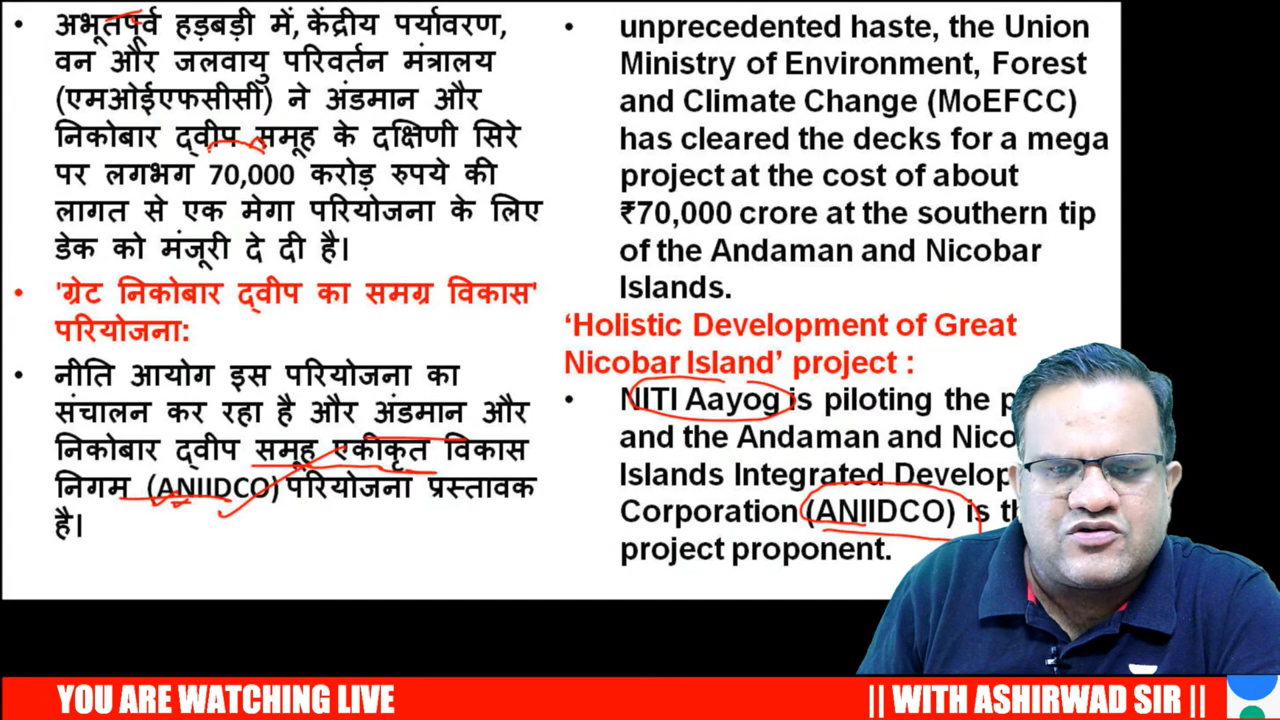 • अभूतपूर्व हड़बड़ी में, केंद्रीय पर्यावरण,
वन और जलवायु परिवर्तन मंत्रालय
(एमओईएफसीसी) ने अंडमान और
निकोबार द्वीप समूह के दक्षिणी सिरे
पर लगभग 70,000 करोड़ रुपये की
लागत से एक मेगा परियोजना के लिए
डेक को मंजूरी दे दी है।
• 'ग्रेट निकोबार द्वीप का समग्र विकास'
परियोजना:
• नीति आयोग इस परियोजना का
संचालन कर रहा है और अंडमान और
निकोबार द्वीप समूह एकीकृत विकास
निगम (ANIIDCO) परियोजना प्रस्तावक
है।
• unprecedented haste, the Union
Ministry of Environment, Forest
and Climate Change (MoEFCC)
has cleared the decks for a mega
project at the cost of about
₹70,000 crore at the southern tip
of the Andaman and Nicobar
Islands.
‘Holistic Development of Great
Nicobar Island’ project :
• NITI Aayog is piloting the
and the Andaman and
Islands Integrated
Corporation (ANIIDCO) is
project proponent.
YOU ARE WATCHING LIVE
|| WITH ASHIRWAD SIR ||